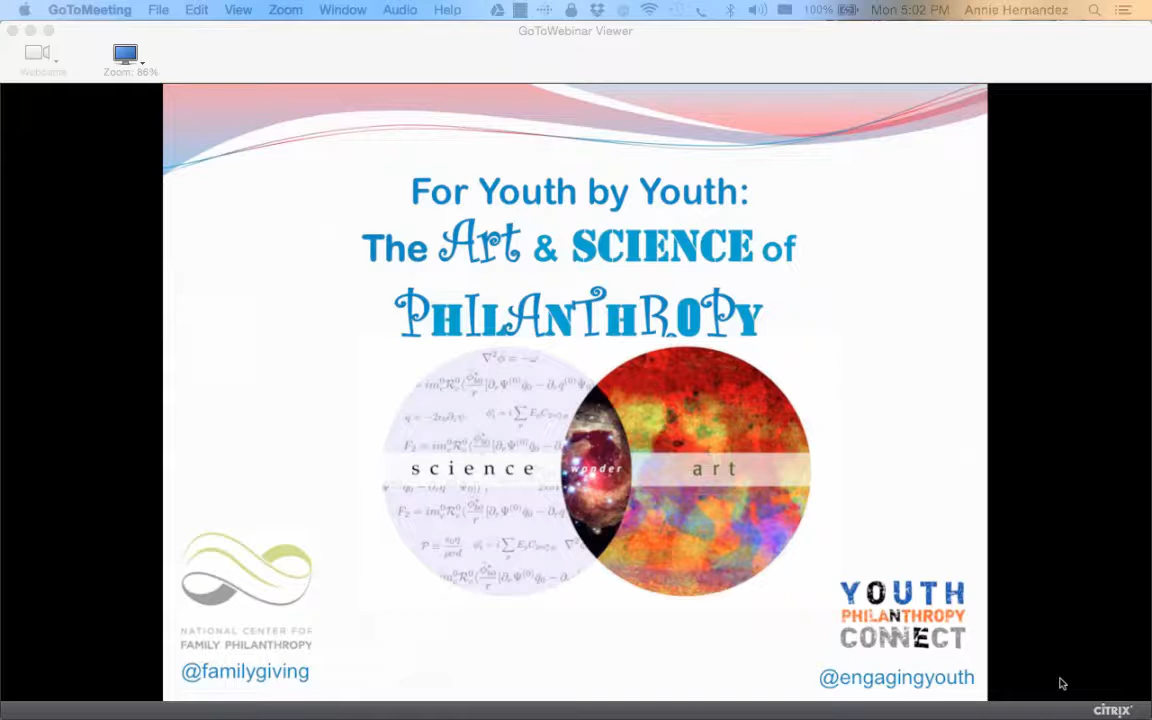 GoToMeeting File Edit View Zoom Window Audio Help 100% Mon 5:02 PM Annie Hernandez
GoToWebinar Viewer
Webcams Zoom: 86%
For Youth by Youth:
The Art & SCIENCE of
PHILANTHROPY
science wonder art
NATIONAL CENTER FOR
FAMILY PHILANTHROPY
@familygiving
YOUTH
PHILANTHROPY
CONNECT
@engagingyouth
CITRIX